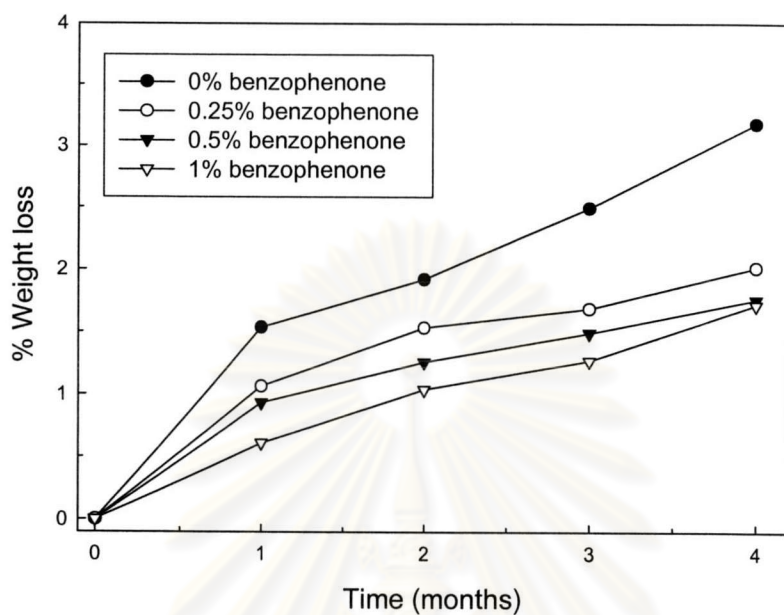 4
3
2
1
0
% Weight loss
0% benzophenone
0.25% benzophenone
0.5% benzophenone
1% benzophenone
0 1 2 3 4
Time (months)